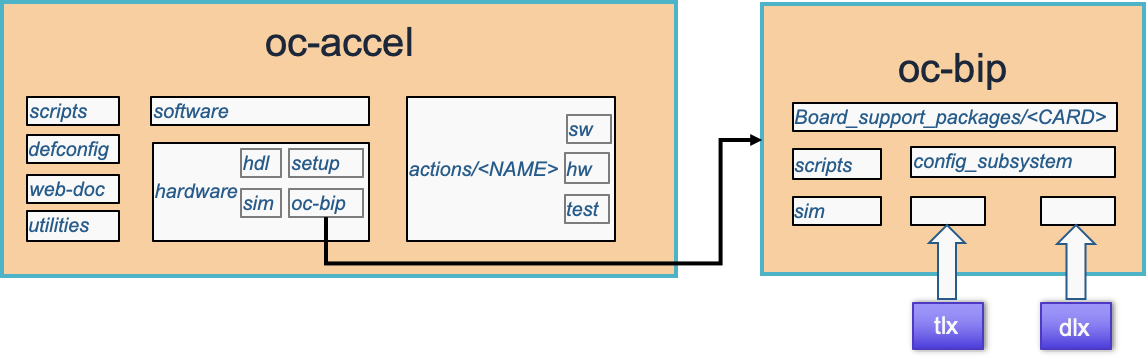 oc-accel
scripts
defconfig
web-doc
utilities
software
hardware
hdl
setup
sim
oc-bip
actions/<NAME>
sw
hw
test
oc-bip
Board_support_packages/<CARD>
scripts
config_subsystem
sim
tlx
dlx